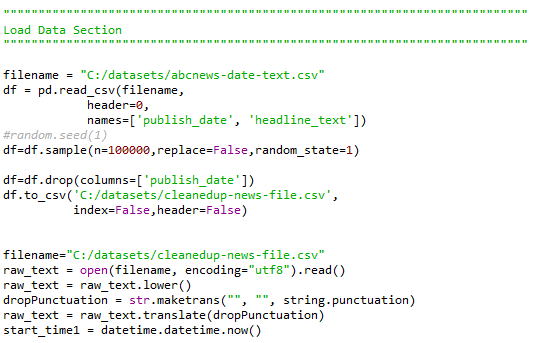 """""""""""""""""""""""""""""""""""""""""""""""""""""""""""""""""""""""""""
Load Data Section
"""""""""""""""""""""""""""""""""""""""""""""""""""""""""""""""""""""""""""
filename = "C:/datasets/abcnews-date-text.csv"
df = pd.read_csv(filename,
            header=0,
            names=['publish_date', 'headline_text'])
#random.seed(1)
df=df.sample(n=100000,replace=False,random_state=1)
df=df.drop(columns=['publish_date'])
df.to_csv('C:/datasets/cleanedup-news-file.csv',
          index=False,header=False)
filename="C:/datasets/cleanedup-news-file.csv"
raw_text = open(filename, encoding="utf8").read()
raw_text = raw_text.lower()
dropPunctuation = str.maketrans("", "", string.punctuation)
raw_text = raw_text.translate(dropPunctuation)
start_time1 = datetime.datetime.now()